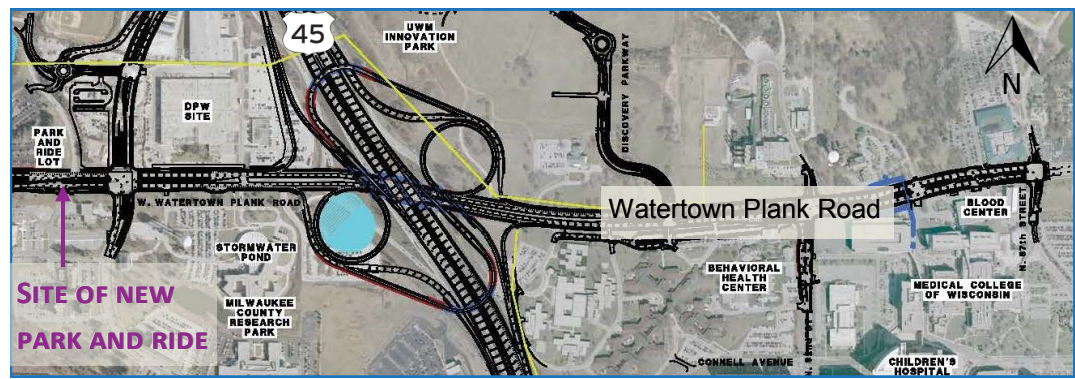 45
UWM
INNOVATION
PARK
N
DISCOVERY PARKWAY
DPW
SITE
PARK
AND
RIDE
LOT
W. WATERTOWN PLANK ROAD
Watertown Plank Road
BLOOD
CENTER
N. 87th STREET
STORMWATER
POND
BEHAVIORAL
HEALTH
CENTER
MEDICAL COLLEGE
OF WISCONSIN
SITE OF NEW
PARK AND RIDE
MILWAUKEE
COUNTY
RESEARCH
PARK
CONNELL AVENUE
CHILDREN'S
HOSPITAL